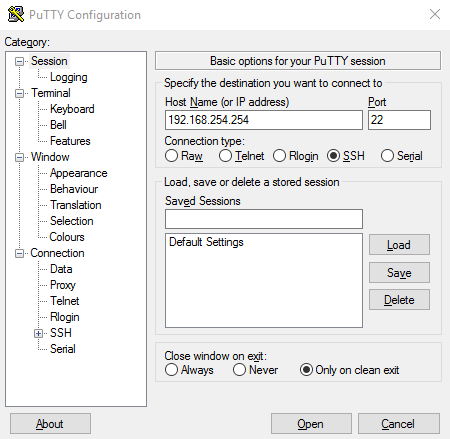 PuTTY Configuration
Category:
Session
Logging
Terminal
Keyboard
Bell
Features
Window
Appearance
Behaviour
Translation
Selection
Colours
Connection
Data
Proxy
Telnet
Rlogin
SSH
Serial
Basic options for your PuTTY session
Specify the destination you want to connect to
Host Name (or IP address) Port
192.168.254.254 22
Connection type:
Raw Telnet Rlogin SSH Serial
Load, save or delete a stored session
Saved Sessions
Default Settings
Load
Save
Delete
Close window on exit:
Always Never Only on clean exit
About Open Cancel